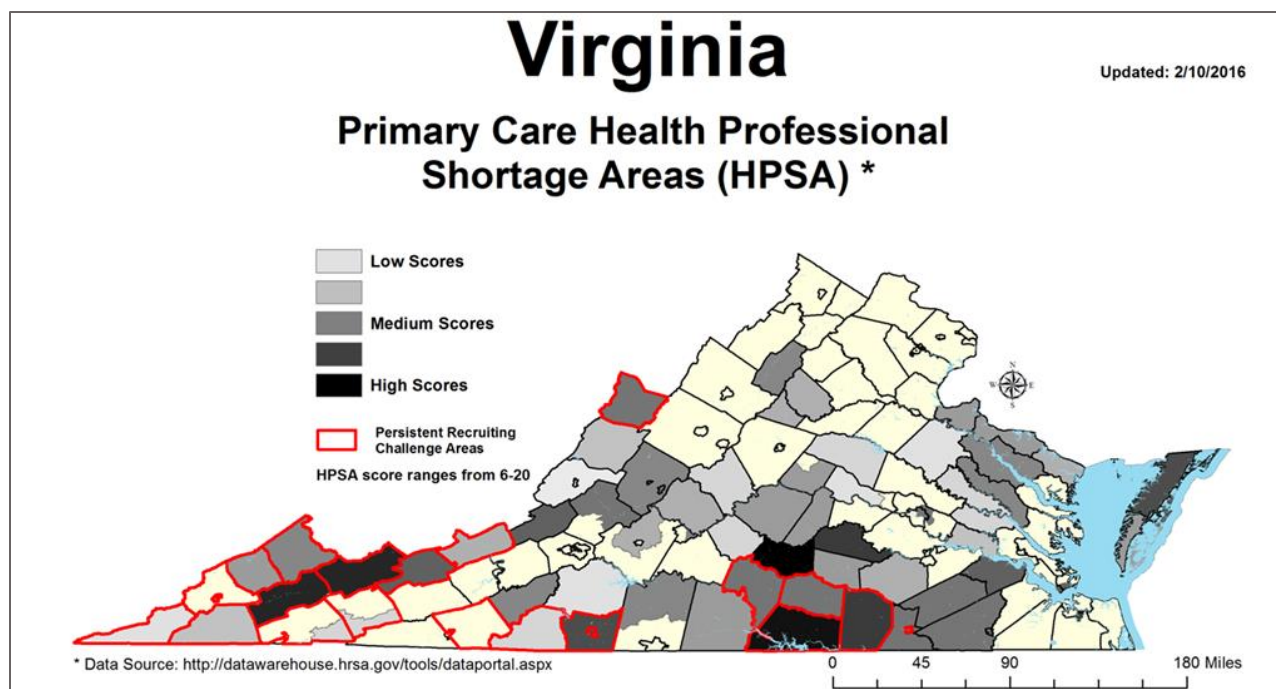 Virginia
Updated: 2/10/2016
Primary Care Health Professional
Shortage Areas (HPSA) *
Low Scores
Medium Scores
High Scores
Persistent Recruiting
Challenge Areas
HPSA score ranges from 6-20
N
W E
S
* Data Source: http://datawarehouse.hrsa.gov/tools/dataportal.aspx
0 45 90 180 Miles